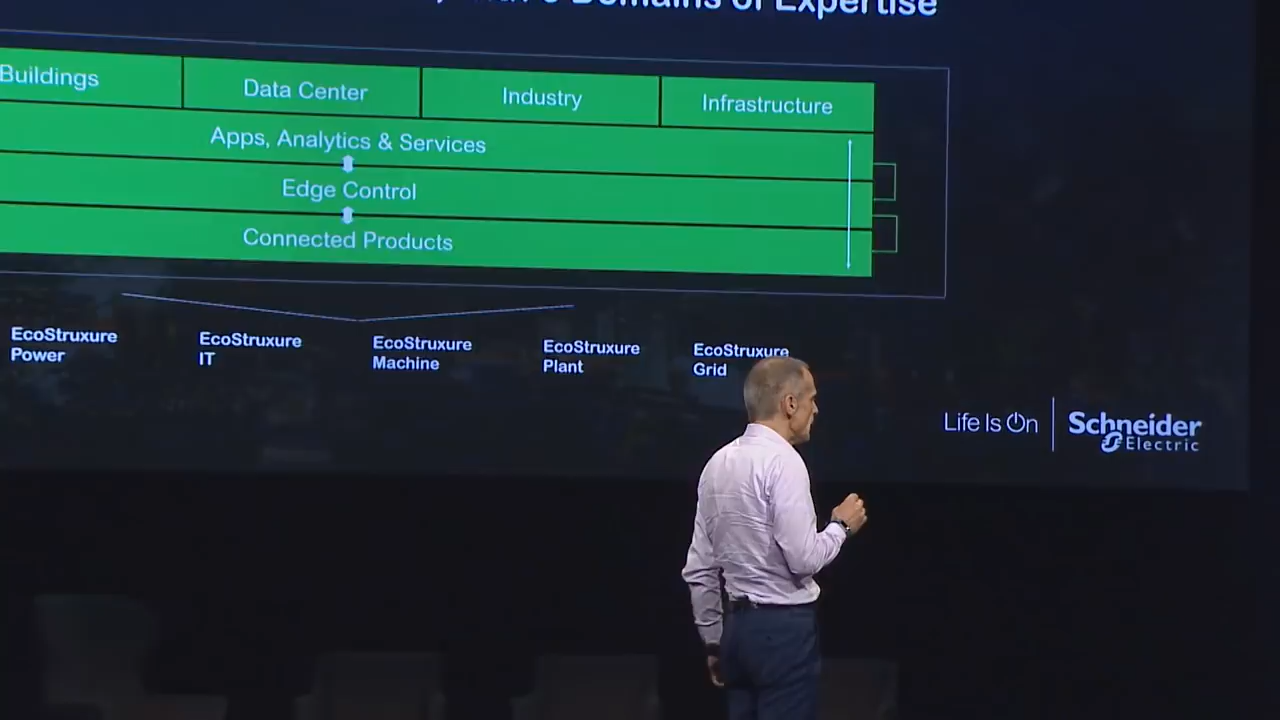 Domains of Expertise
Buildings
Data Center
Industry
Infrastructure
Apps, Analytics & Services
Edge Control
Connected Products
EcoStruxure
Power
EcoStruxure
IT
EcoStruxure
Machine
EcoStruxure
Plant
EcoStruxure
Grid
Life Is On
Schneider
Electric